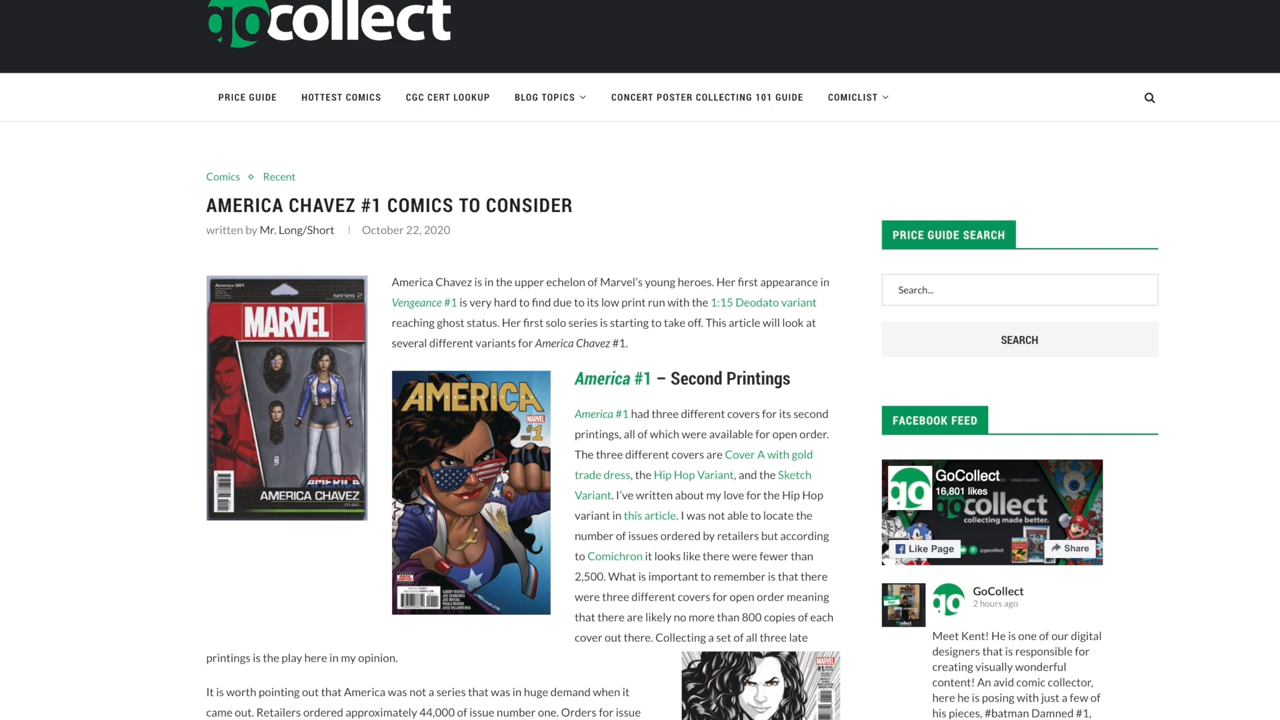 gocollect
PRICE GUIDE
HOTTEST COMICS
CGC CERT LOOKUP
BLOG TOPICS
CONCERT POSTER COLLECTING 101 GUIDE
COMICLIST
Comics ◇ Recent
AMERICA CHAVEZ #1 COMICS TO CONSIDER
written by Mr. Long/Short | October 22, 2020
series 2
MARVEL
AMERICA
AMERICA CHAVEZ
America Chavez is in the upper echelon of Marvel's young heroes. Her first appearance in
Vengeance #1 is very hard to find due to its low print run with the 1:15 Deodato variant
reaching ghost status. Her first solo series is starting to take off. This article will look at
several different variants for America Chavez #1.
AMERICA
MARVEL
#1
America #1 – Second Printings
America #1 had three different covers for its second
printings, all of which were available for open order.
The three different covers are Cover A with gold
trade dress, the Hip Hop Variant, and the Sketch
Variant. I've written about my love for the Hip Hop
variant in this article. I was not able to locate the
number of issues ordered by retailers but according
to Comichron it looks like there were fewer than
2,500. What is important to remember is that there
were three different covers for open order meaning
that there are likely no more than 800 copies of each
cover out there. Collecting a set of all three late
printings is the play here in my opinion.
MARVEL
#1
It is worth pointing out that America was not a series that was in huge demand when it
came out. Retailers ordered approximately 44,000 of issue number one. Orders for issue
PRICE GUIDE SEARCH
Search...
SEARCH
FACEBOOK FEED
go
GoCollect
16,801 likes
gocollect
collecting made better.
Like Page
@gocollect
Share
go
GoCollect
2 hours ago
Meet Kent! He is one of our digital
designers that is responsible for
creating visually wonderful
content! An avid comic collector,
here he is posing with just a few of
his pieces, #batman Damned #1,